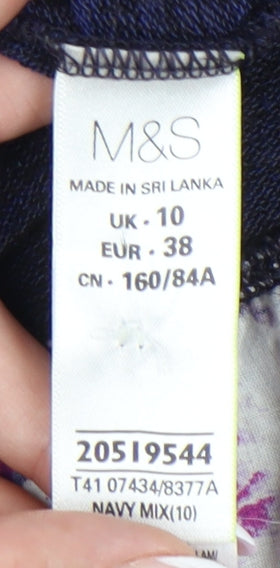 M&S
MADE IN SRI LANKA
UK - 10
EUR - 38
CN - 160/84A
20519544
T41 07434/8377A
NAVY MIX(10)